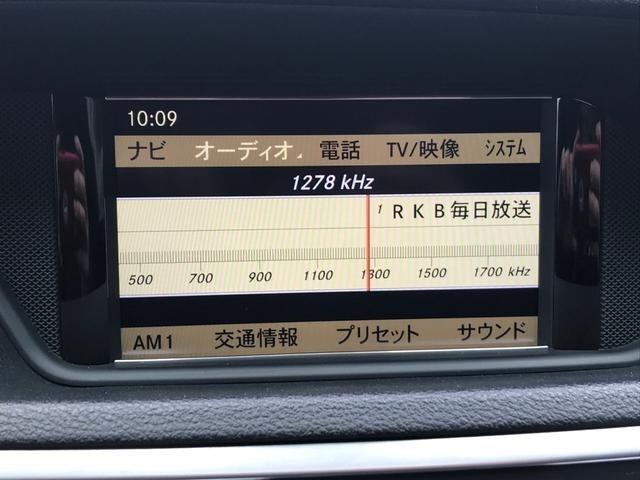 10:09
ナビ オーディオ 電話 TV/映像 システム
1278 kHz
1 RKB毎日放送
500 700 900 1100 1300 1500 1700 kHz
AM1 交通情報 プリセット サウンド